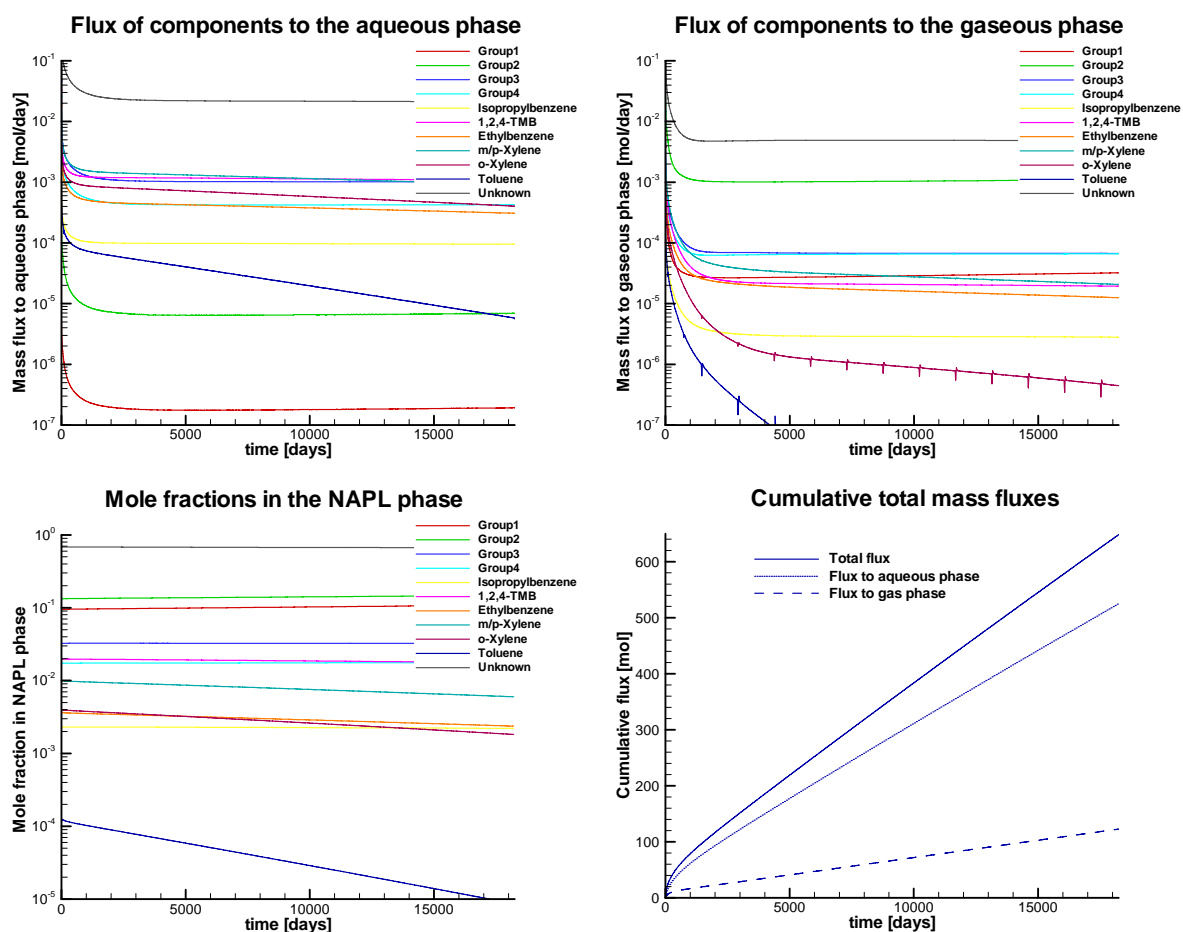 Flux of components to the aqueous phase
Mass flux to aqueous phase [mol/day]
10-1
10-2
10-3
10-4
10-5
10-6
10-7
0
5000
10000
15000
time [days]
Group1
Group2
Group3
Group4
Isopropylbenzene
1,2,4-TMB
Ethylbenzene
m/p-Xylene
o-Xylene
Toluene
Unknown
Flux of components to the gaseous phase
Mass flux to gaseous phase [mol/day]
10-1
10-2
10-3
10-4
10-5
10-6
10-7
0
5000
10000
15000
time [days]
Group1
Group2
Group3
Group4
Isopropylbenzene
1,2,4-TMB
Ethylbenzene
m/p-Xylene
o-Xylene
Toluene
Unknown
Mole fractions in the NAPL phase
Mole fraction in NAPL phase
100
10-1
10-2
10-3
10-4
10-5
0
5000
10000
15000
time [days]
Group1
Group2
Group3
Group4
Isopropylbenzene
1,2,4-TMB
Ethylbenzene
m/p-Xylene
o-Xylene
Toluene
Unknown
Cumulative total mass fluxes
Cumulative flux [mol]
600
500
400
300
200
100
0
0
5000
10000
15000
time [days]
Total flux
Flux to aqueous phase
Flux to gas phase